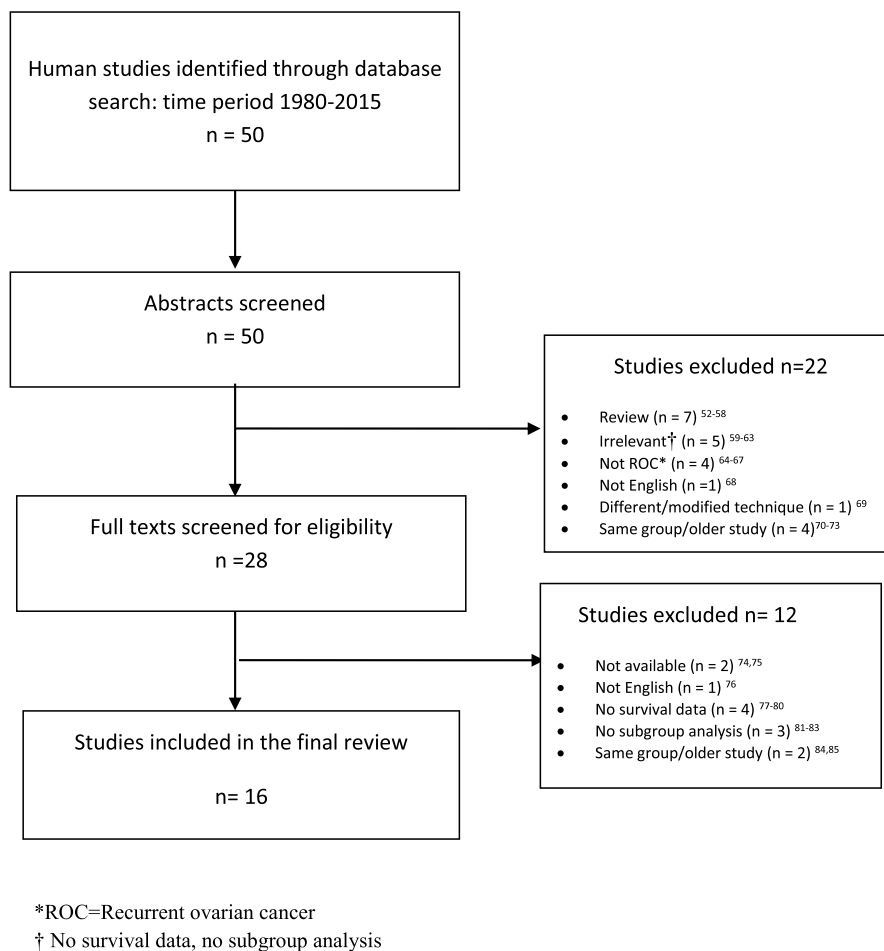 Human studies identified through database
search: time period 1980-2015
n = 50
Abstracts screened
n = 50
Studies excluded n=22
• Review (n = 7) 52-58
• Irrelevant† (n = 5) 59-63
• Not ROC* (n = 4) 64-67
• Not English (n =1) 68
• Different/modified technique (n = 1) 69
• Same group/older study (n = 4)70-73
Full texts screened for eligibility
n =28
Studies excluded n= 12
• Not available (n = 2) 74,75
• Not English (n = 1) 76
• No survival data (n = 4) 77-80
• No subgroup analysis (n = 3) 81-83
• Same group/older study (n = 2) 84,85
Studies included in the final review
n= 16
*ROC=Recurrent ovarian cancer
† No survival data, no subgroup analysis